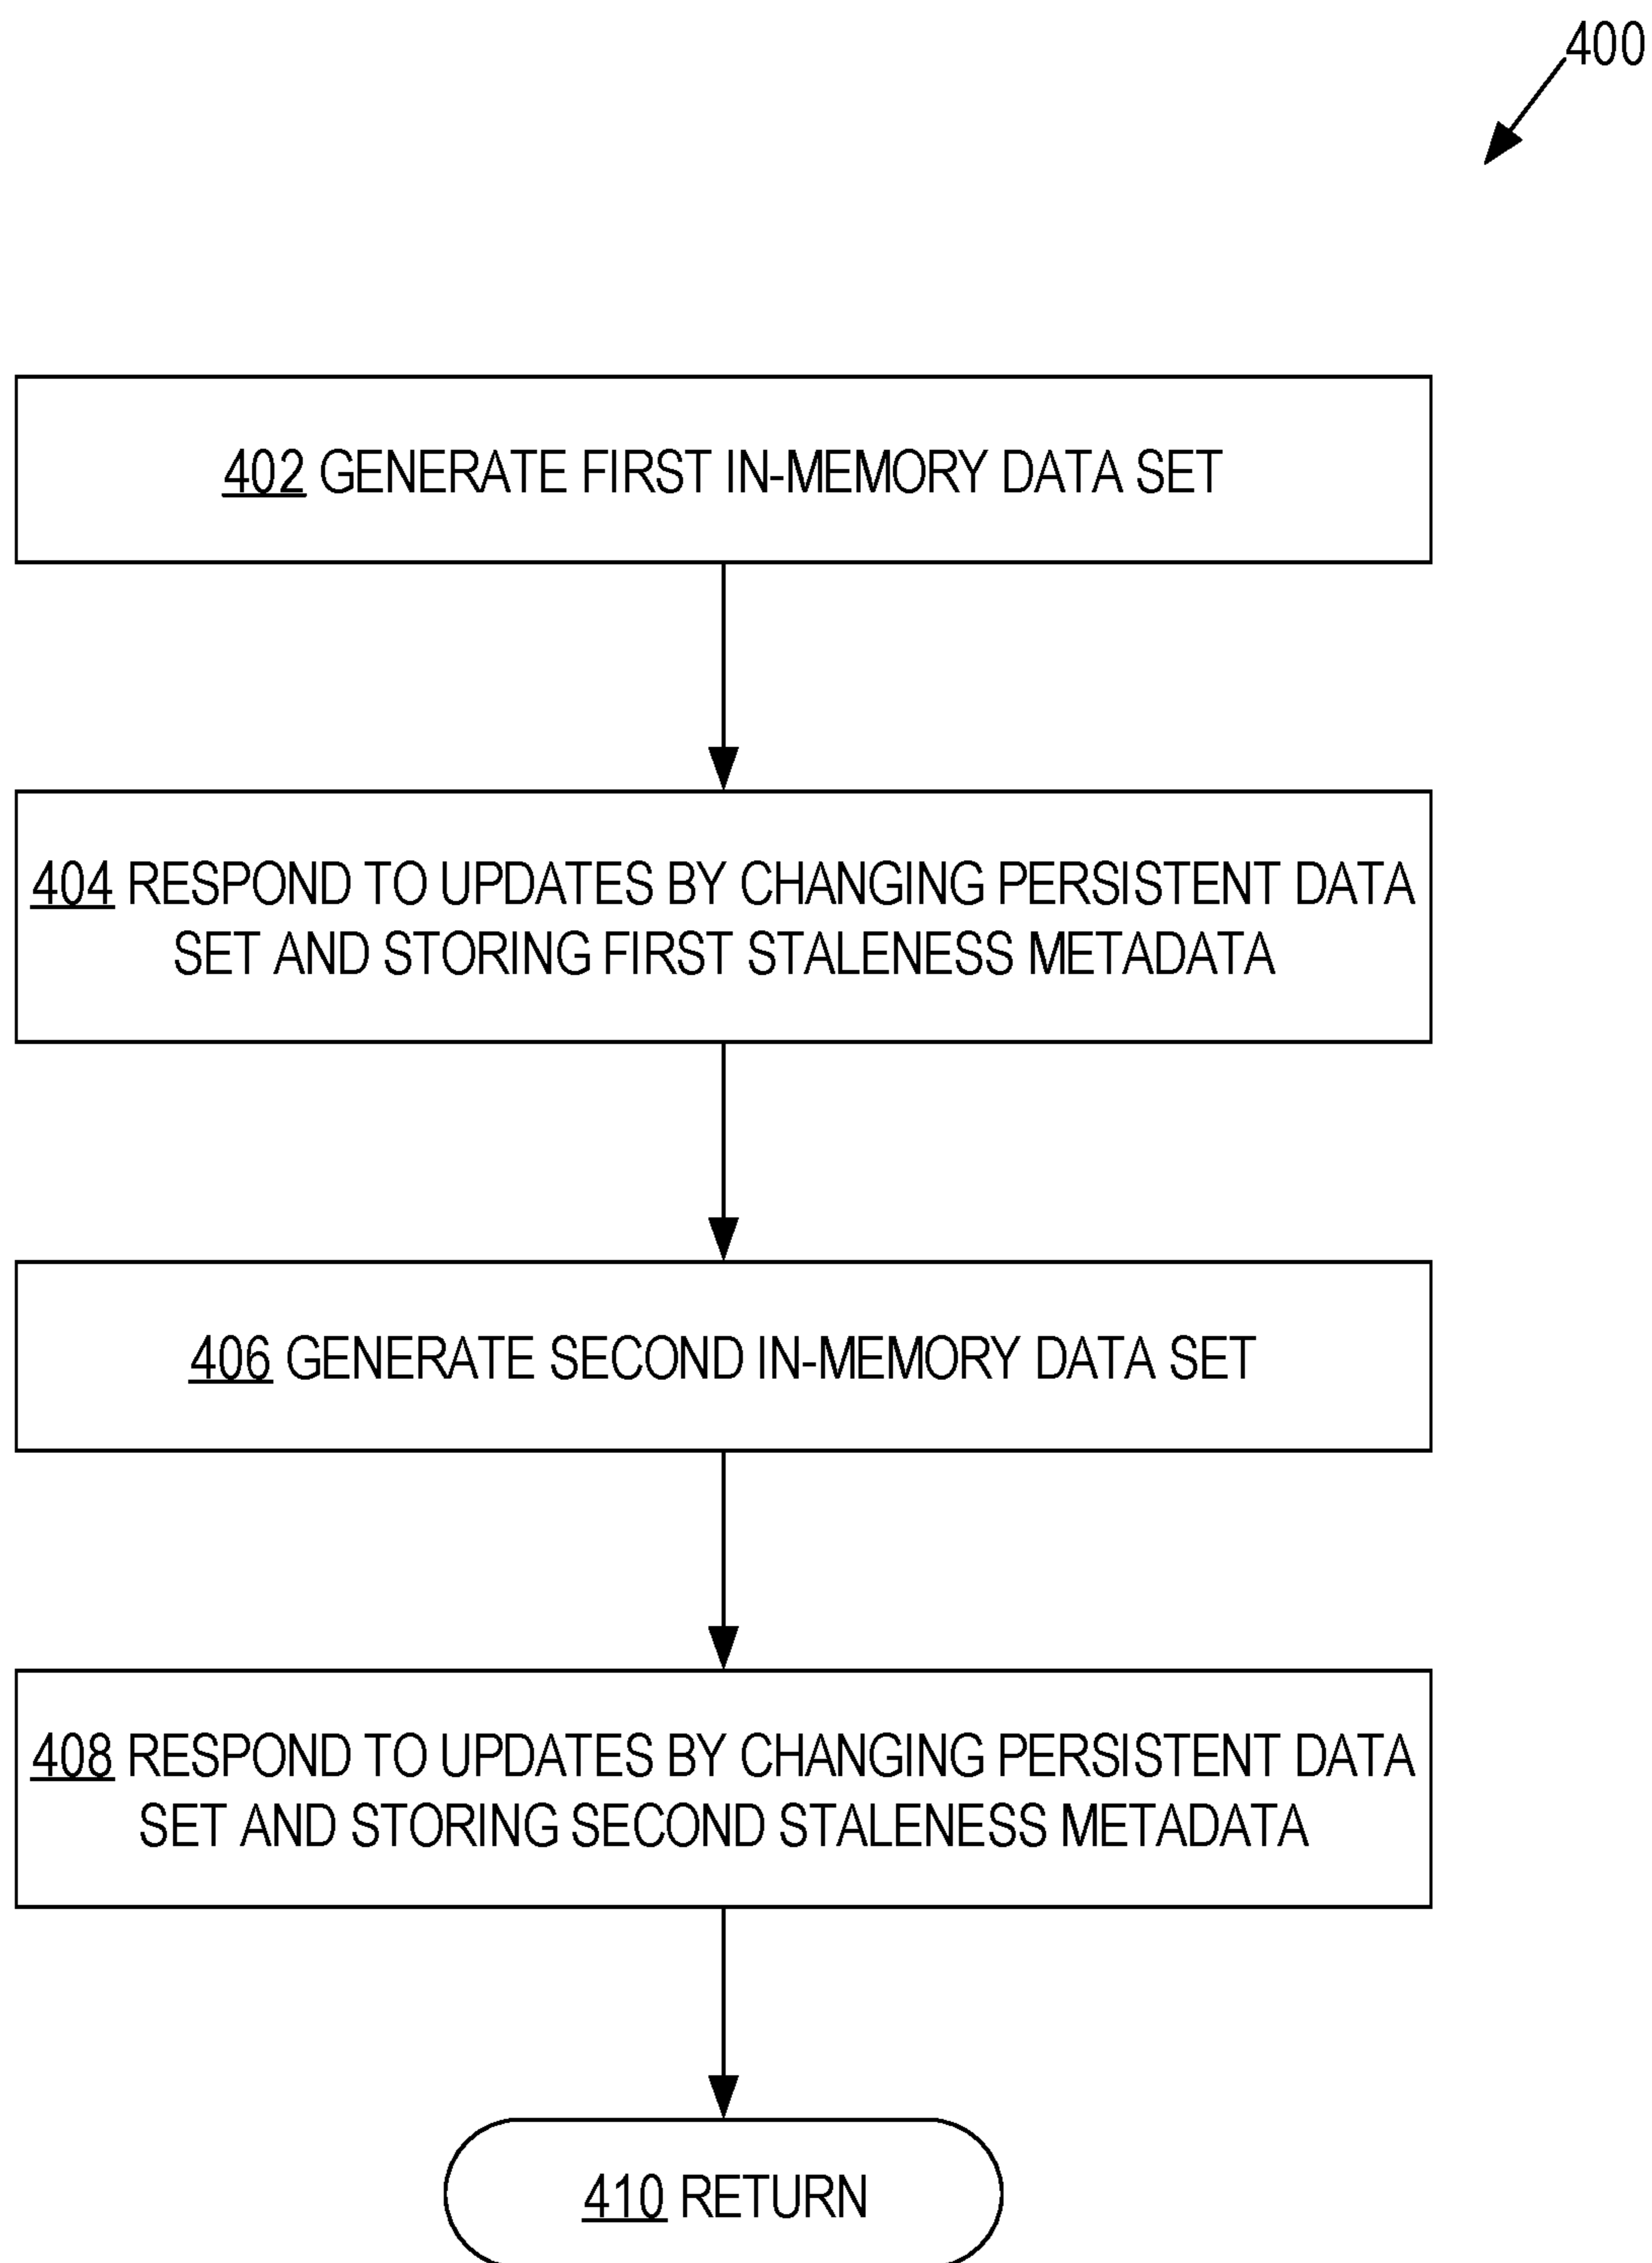 400
402 GENERATE FIRST IN-MEMORY DATA SET
404 RESPOND TO UPDATES BY CHANGING PERSISTENT DATA
SET AND STORING FIRST STALENESS METADATA
406 GENERATE SECOND IN-MEMORY DATA SET
408 RESPOND TO UPDATES BY CHANGING PERSISTENT DATA
SET AND STORING SECOND STALENESS METADATA
410 RETURN